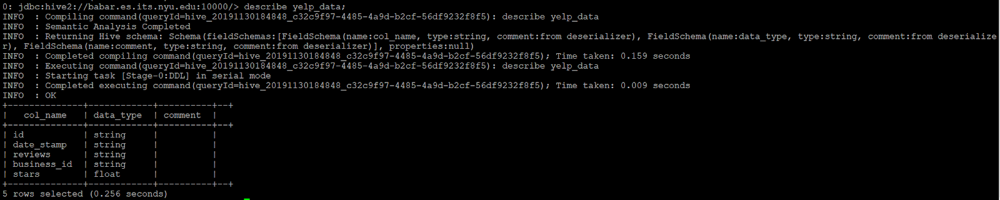 0: jdbc:hive2://babar.es.its.nyu.edu:10000/> describe yelp_data;
INFO  : Compiling command(queryId=hive_20191130184848_c32c9f97-4485-4a9d-b2cf-56df9232f8f5): describe yelp_data
INFO  : Semantic Analysis Completed
INFO  : Returning Hive schema: Schema(fieldSchemas:[FieldSchema(name:col_name, type:string, comment:from deserializer), FieldSchema(name:data_type, type:string, comment:from deserialize
r), FieldSchema(name:comment, type:string, comment:from deserializer)], properties:null)
INFO  : Completed compiling command(queryId=hive_20191130184848_c32c9f97-4485-4a9d-b2cf-56df9232f8f5); Time taken: 0.159 seconds
INFO  : Executing command(queryId=hive_20191130184848_c32c9f97-4485-4a9d-b2cf-56df9232f8f5): describe yelp_data
INFO  : Starting task [Stage-0:DDL] in serial mode
INFO  : Completed executing command(queryId=hive_20191130184848_c32c9f97-4485-4a9d-b2cf-56df9232f8f5); Time taken: 0.009 seconds
INFO  : OK
+--------------+------------+----------+--+
|   col_name   | data_type  | comment  |
+--------------+------------+----------+--+
| id           | string     |          |
| date_stamp   | string     |          |
| reviews      | string     |          |
| business_id  | string     |          |
| stars        | float      |          |
+--------------+------------+----------+--+
5 rows selected (0.256 seconds)